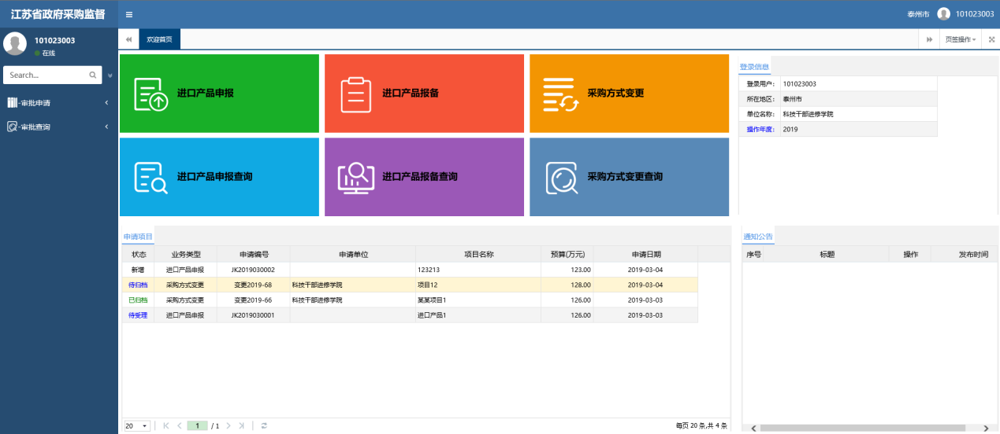 江苏省政府采购监督
泰州市 101023003
101023003
在线
Search...
-审批申请
-审批查询
欢迎首页
页签操作
进口产品申报
进口产品报备
采购方式变更
进口产品申报查询
进口产品报备查询
采购方式变更查询
登录信息
登录用户: 101023003
所在地区: 泰州市
单位名称: 科技干部进修学院
操作年度: 2019
申请项目
状态 业务类型 申请编号 申请单位 项目名称 预算(万元) 申请日期
新增 进口产品申报 JK2019030002 123213 123.00 2019-03-04
待归档 采购方式变更 变更2019-68 科技干部进修学院 项目12 128.00 2019-03-04
已归档 采购方式变更 变更2019-66 科技干部进修学院 某某项目1 126.00 2019-03-03
待受理 进口产品申报 JK2019030001 进口产品1 126.00 2019-03-03
20 1 / 1 每页 20 条,共 4 条
通知公告
序号 标题 操作 发布时间